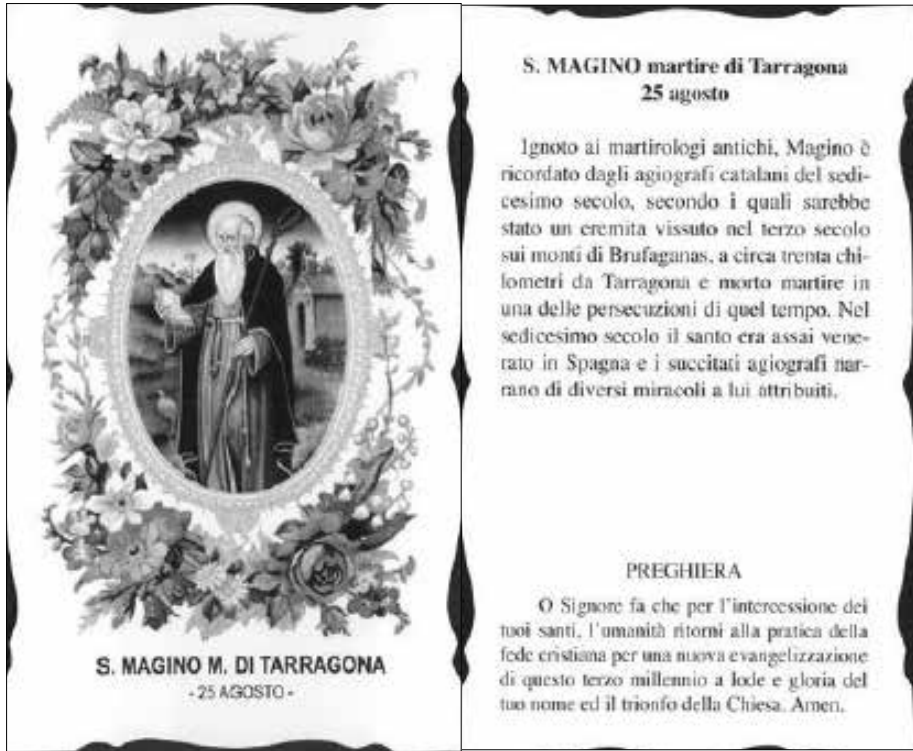 S. MAGINO M. DI TARRAGONA
- 25 AGOSTO -
S. MAGINO martire di Tarragona
25 agosto
Ignoto ai martirologi antichi, Magino è
ricordato dagli agiografi catalani del sedi-
cesimo secolo, secondo i quali sarebbe
stato un eremita vissuto nel terzo secolo
sui monti di Brufaganas, a circa trenta chi-
lometri da Tarragona e morto martire in
una delle persecuzioni di quel tempo. Nel
sedicesimo secolo il santo era assai vene-
rato in Spagna e i succitati agiografi nar-
rano di diversi miracoli a lui attribuiti.
PREGHIERA
O Signore fa che per l'intercessione dei
tuoi santi, l'umanità ritorni alla pratica della
fede cristiana per una nuova evangelizzazione
di questo terzo millennio a lode e gloria del
tuo nome ed il trionfo della Chiesa. Amen.